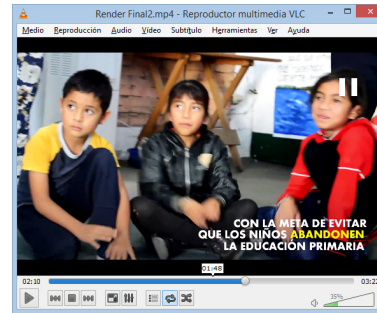 Render Final2.mp4 - Reproductor multimedia VLC
Medio Reproducción Audio Vídeo Subtítulo Herramientas Ver Ayuda
CON LA META DE EVITAR
QUE LOS NIÑOS ABANDONEN
LA EDUCACIÓN PRIMARIA
01:48
02:10 03:22
35%